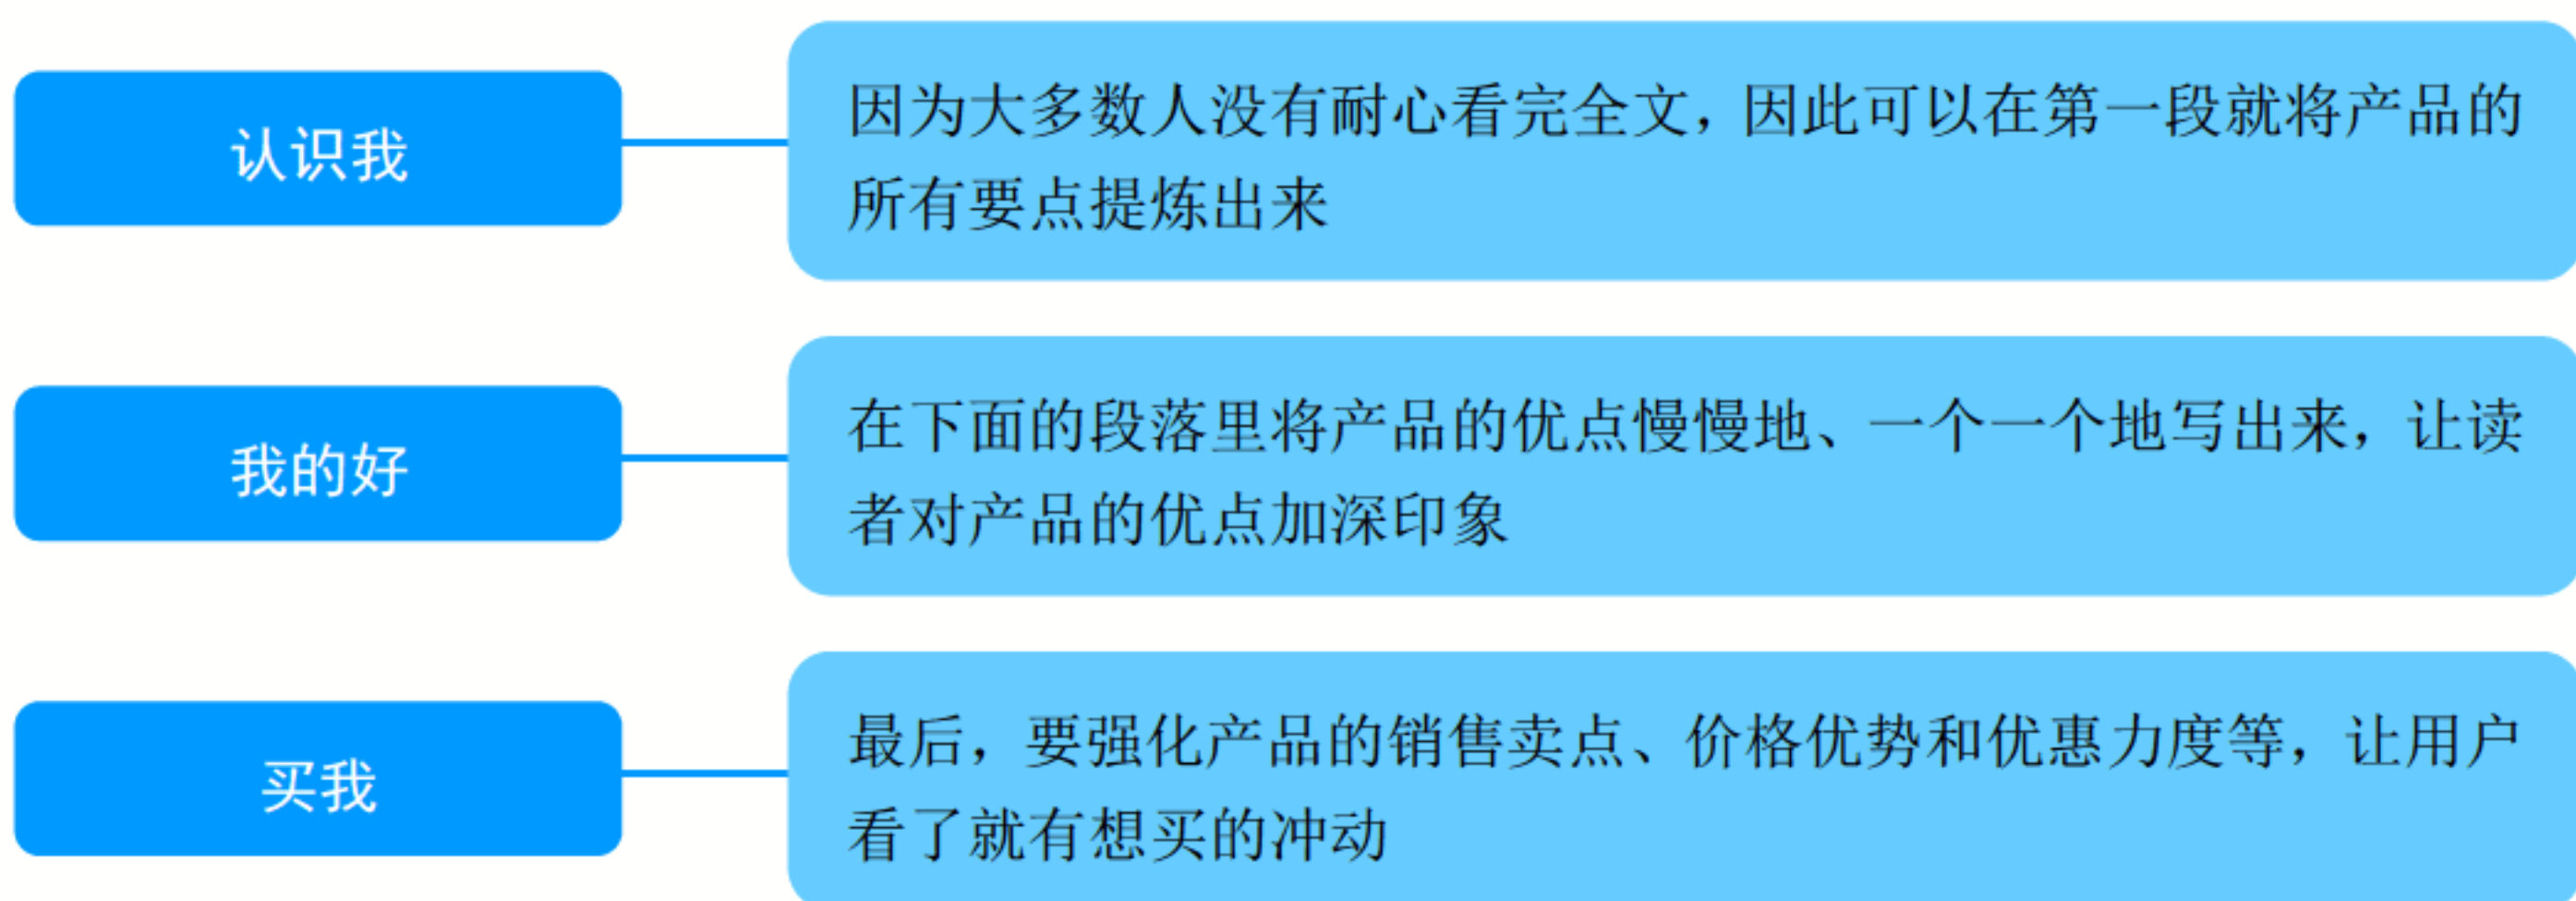 认识我
因为大多数人没有耐心看完全文，因此可以在第一段就将产品的
所有要点提炼出来
我的好
在下面的段落里将产品的优点慢慢地、一个一个地写出来，让读
者对产品的优点加深印象
买我
最后，要强化产品的销售卖点、价格优势和优惠力度等，让用户
看了就有想买的冲动